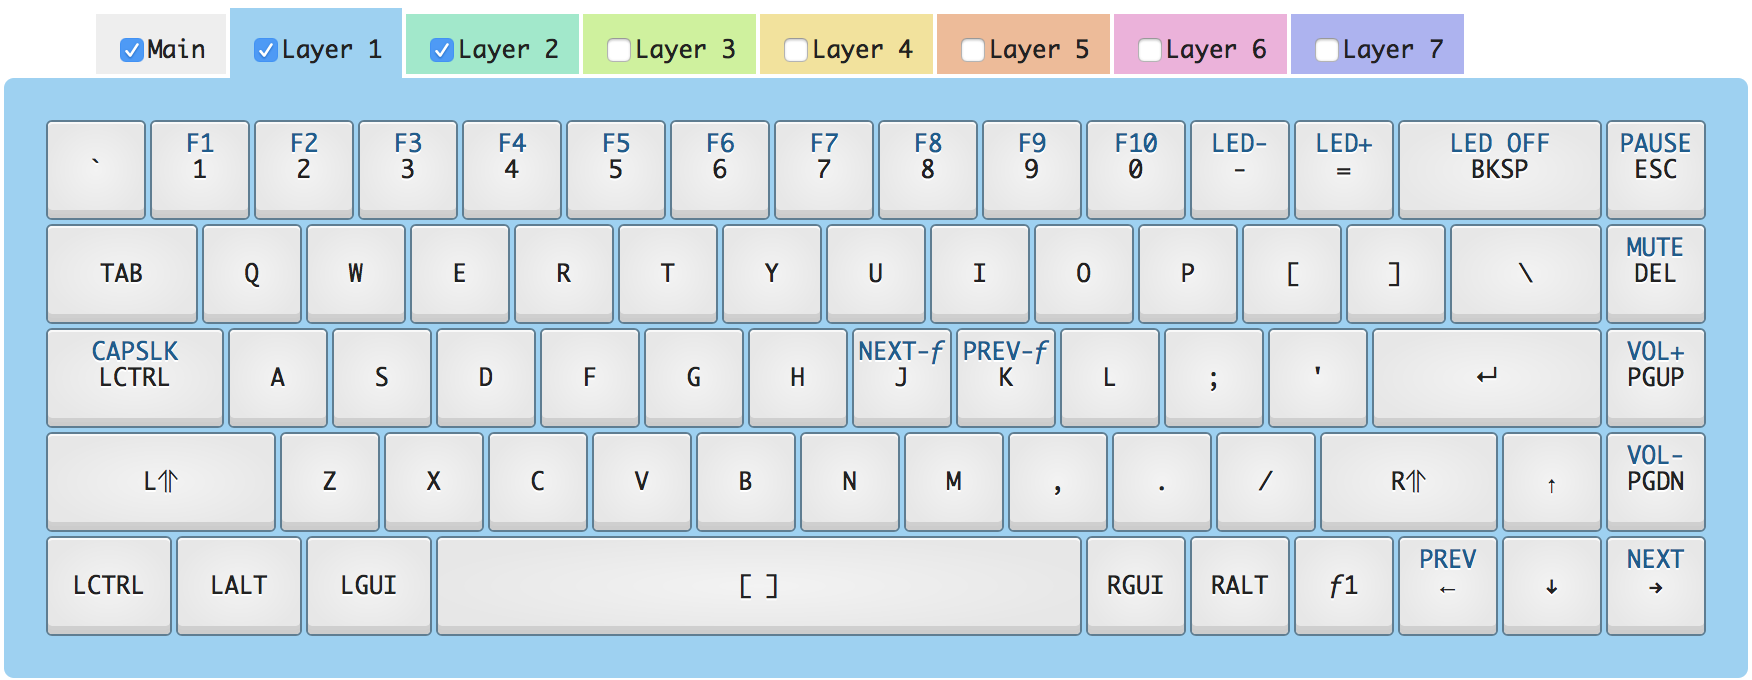 Main Layer 1 Layer 2 Layer 3 Layer 4 Layer 5 Layer 6 Layer 7
F1 F2 F3 F4 F5 F6 F7 F8 F9 F10 LED- LED+ LED OFF PAUSE
` 1 2 3 4 5 6 7 8 9 0 - = BKSP ESC
MUTE
TAB Q W E R T Y U I O P [ ] \ DEL
CAPSLK NEXT-f PREV-f VOL+
LCTRL A S D F G H J K L ; ' ↵ PGUP
VOL-
L⥣ Z X C V B N M , . / R⥣ ↑ PGDN
PREV NEXT
LCTRL LALT LGUI [ ] RGUI RALT f1 ← ↓ →